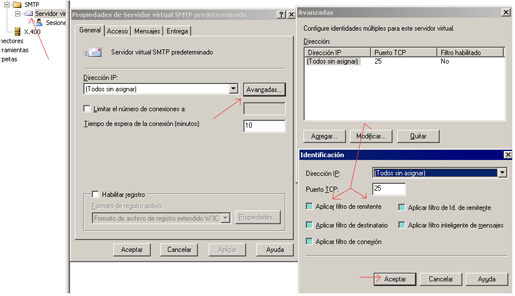 SMTP
Servidor vi
Sesione
X.400
nectores
ramientas
rpetas
Propiedades de Servidor virtual SMTP predeterminado
General
Acceso
Mensajes
Entrega
Servidor virtual SMTP predeterminado
Dirección IP:
(Todos sin asignar)
Avanzadas...
Limitar el número de conexiones a:
Tiempo de espera de la conexión (minutos):
10
Habilitar registro
Formato de registro activo:
Formato de archivo de registro extendido W3C
Propiedades...
Aceptar
Cancelar
Aplicar
Ayuda
Avanzadas
Configure identidades múltiples para este servidor virtual.
Dirección:
Dirección IP
Puerto TCP
Filtro habilitado
(Todos sin asignar)
25
No
Agregar...
Modificar...
Quitar
Identificación
Dirección IP:
(Todos sin asignar)
Puerto TCP:
25
Aplicar filtro de remitente
Aplicar filtro de Id. de remitente
Aplicar filtro de destinatario
Aplicar filtro inteligente de mensajes
Aplicar filtro de conexión
Aceptar
Cancelar
Ayuda